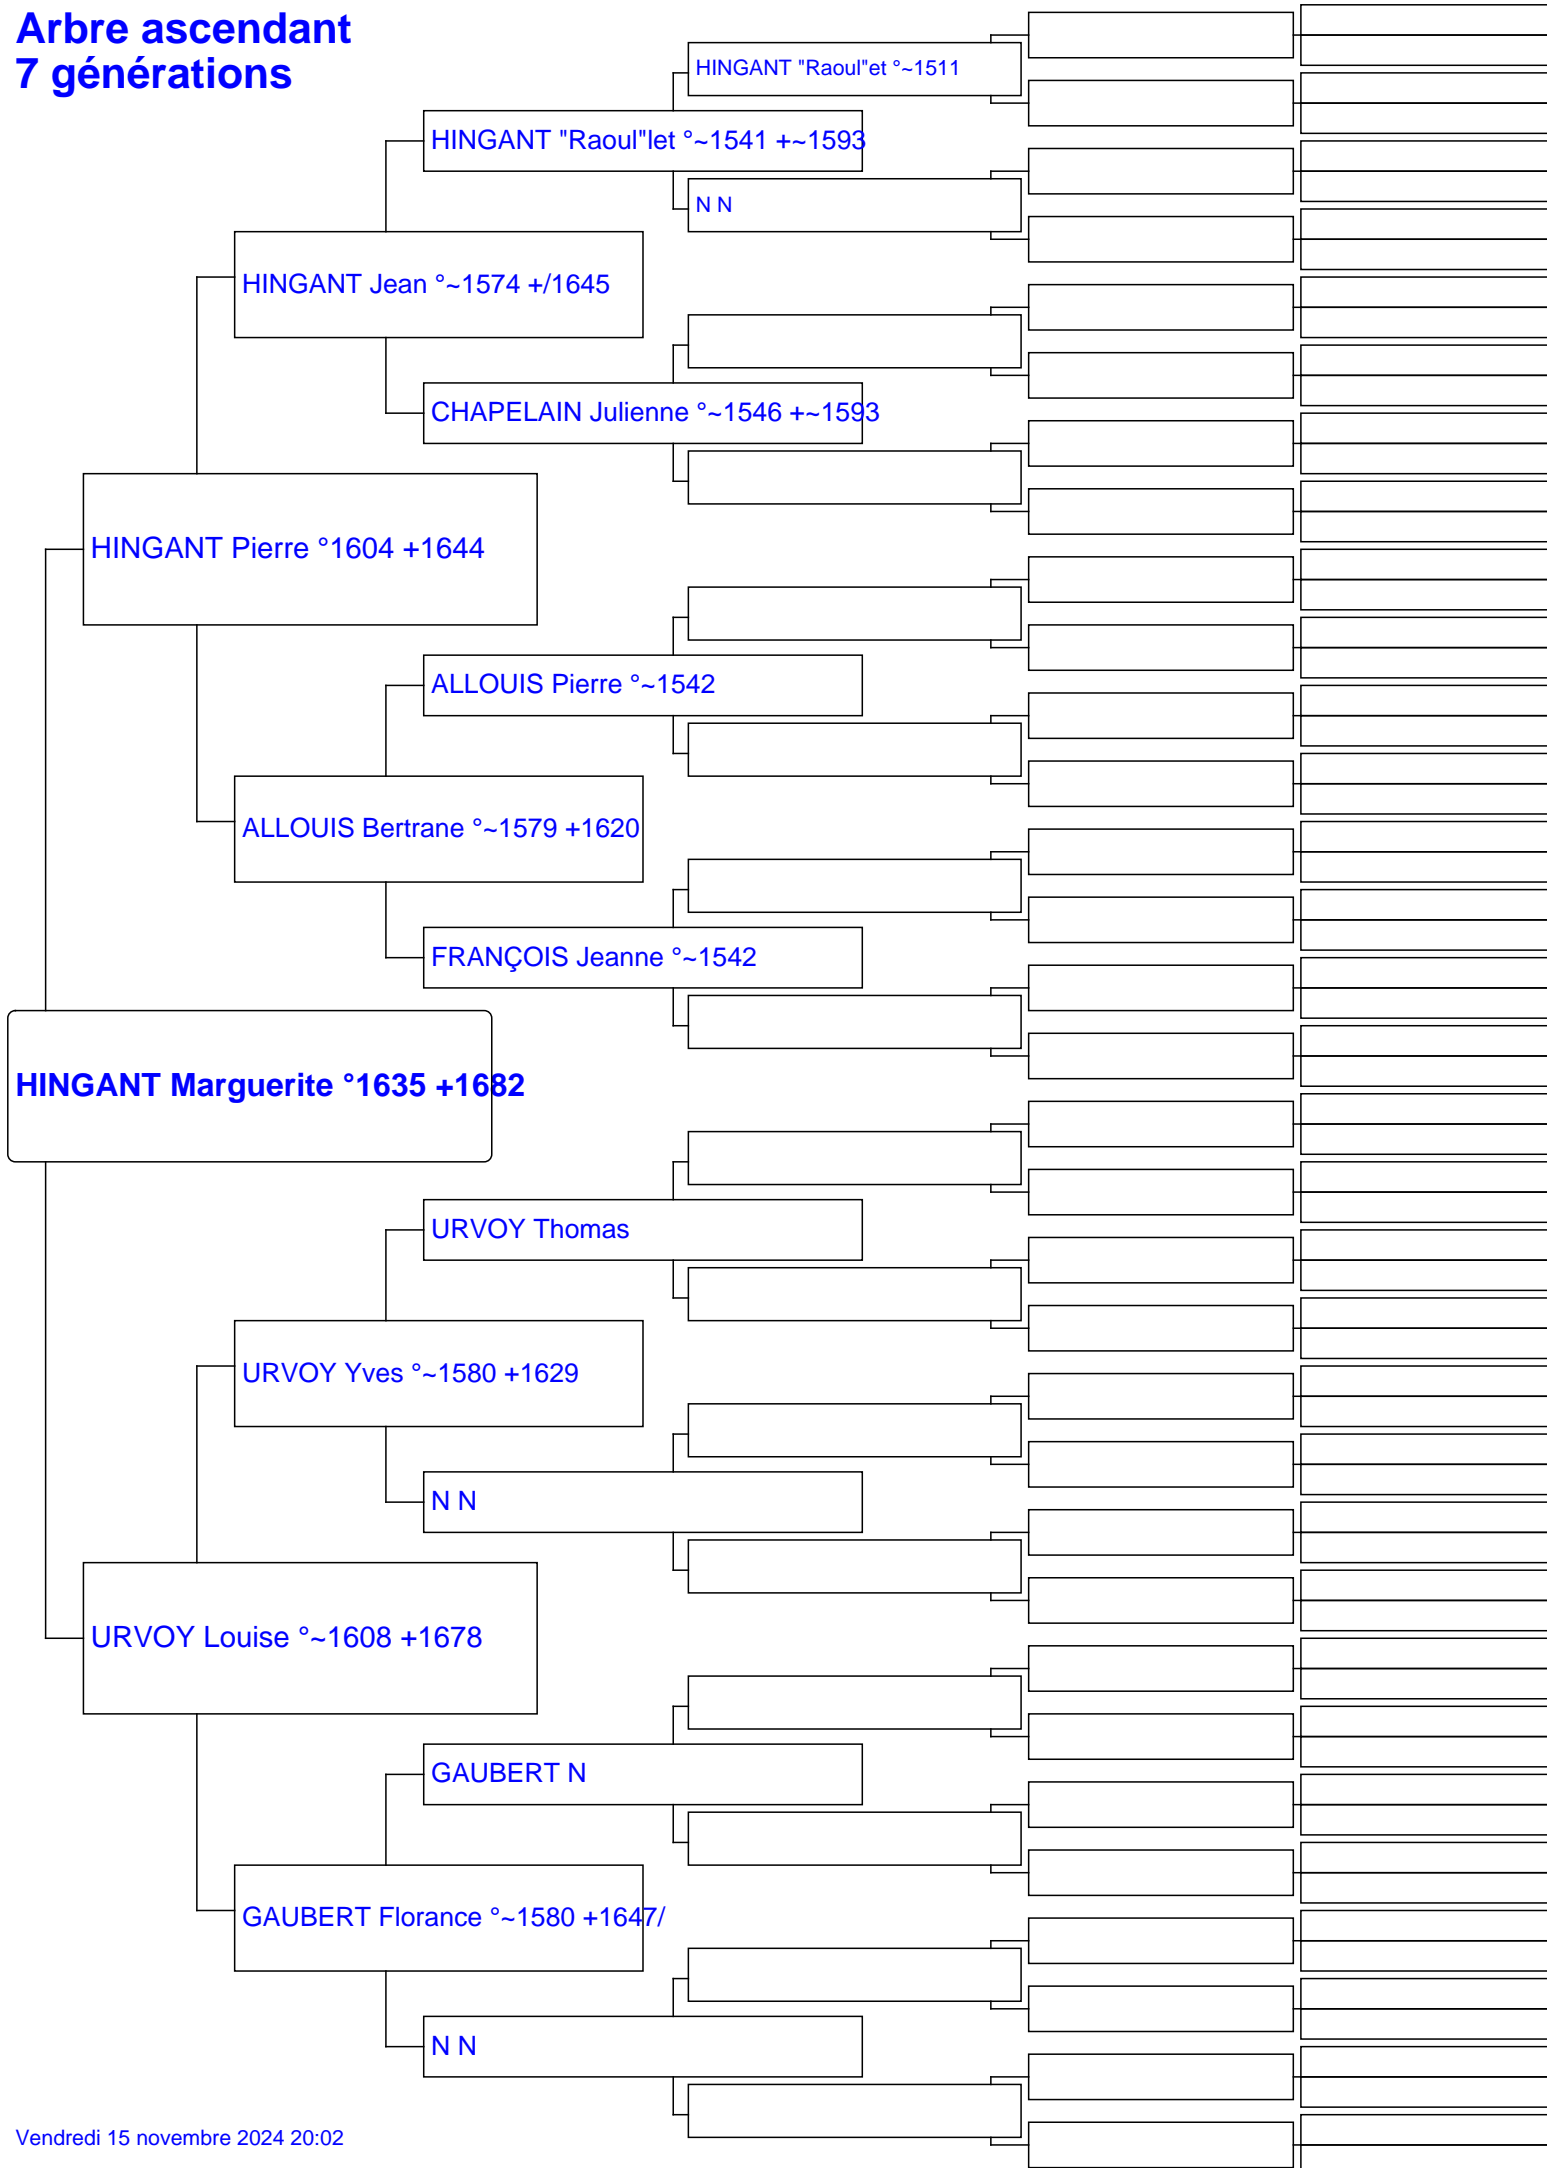 Arbre ascendant
7 générations
HINGANT "Raoul"et °~1511
HINGANT "Raoul"let °~1541 +~1593
N N
HINGANT Jean °~1574 +/1645
CHAPELAIN Julienne °~1546 +~1593
HINGANT Pierre °1604 +1644
ALLOUIS Pierre °~1542
ALLOUIS Bertrane °~1579 +1620
FRANÇOIS Jeanne °~1542
HINGANT Marguerite °1635 +1682
URVOY Thomas
URVOY Yves °~1580 +1629
N N
URVOY Louise °~1608 +1678
GAUBERT N
GAUBERT Florance °~1580 +1647/
N N
Vendredi 15 novembre 2024 20:02